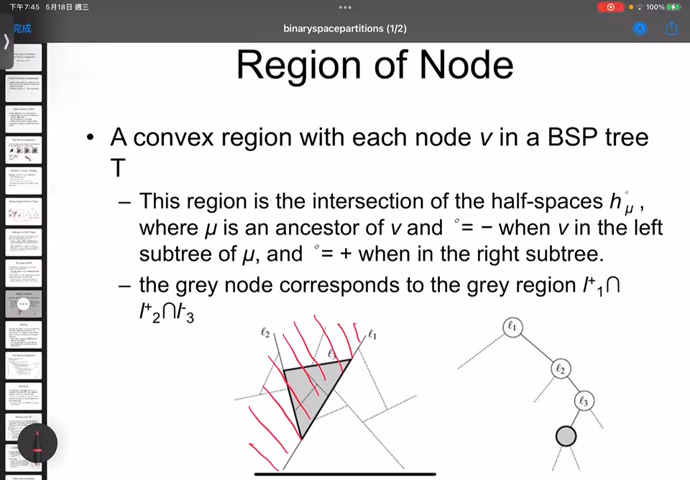 下午7:45 5月18日 週三
100%
完成
binaryspacepartitions (1/2)
Region of Node
• A convex region with each node v in a BSP tree
T
– This region is the intersection of the half-spaces h°μ ,
where μ is an ancestor of v and °= − when v in the left
subtree of μ, and °= + when in the right subtree.
– the grey node corresponds to the grey region l⁺₁∩
l⁺₂∩l⁻₃
ℓ₂
ℓ₁
ℓ₁
ℓ₂
ℓ₃